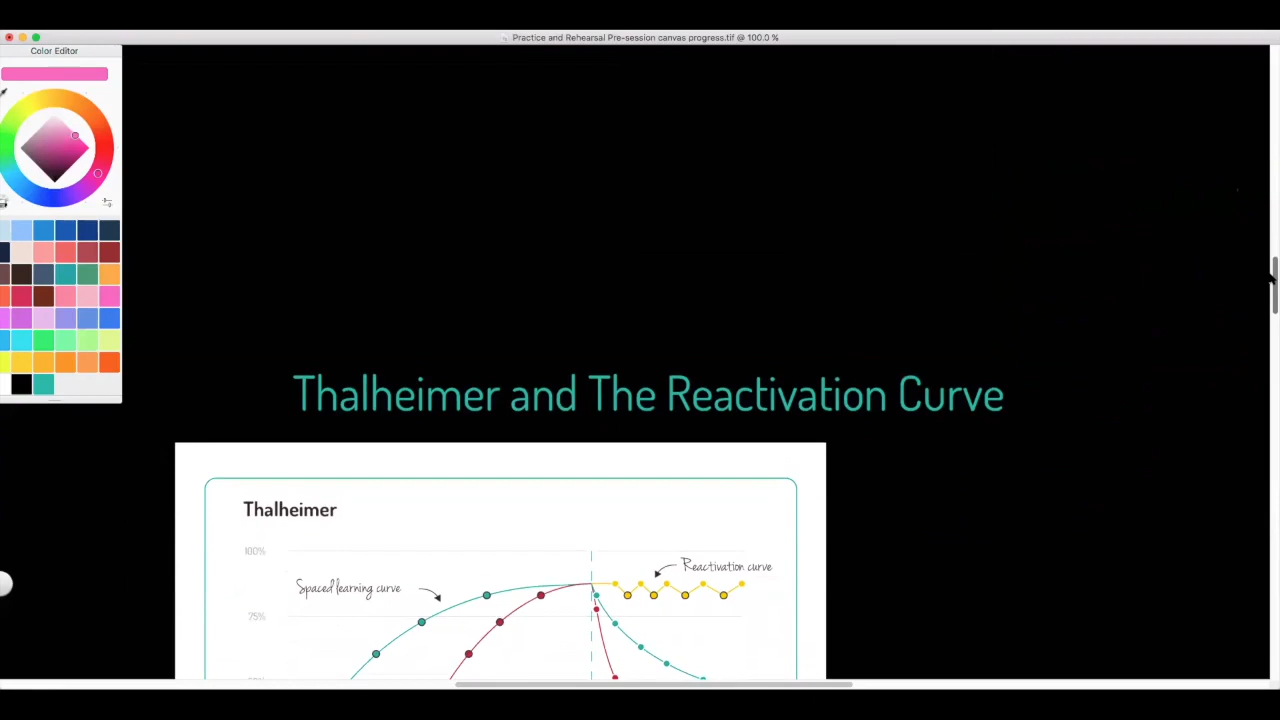 Practice and Rehearsal Pre-session canvas progress.tif @ 100.0 %
Color Editor
Thalheimer and The Reactivation Curve
Thalheimer
100%
Reactivation curve
Spaced learning curve
75%